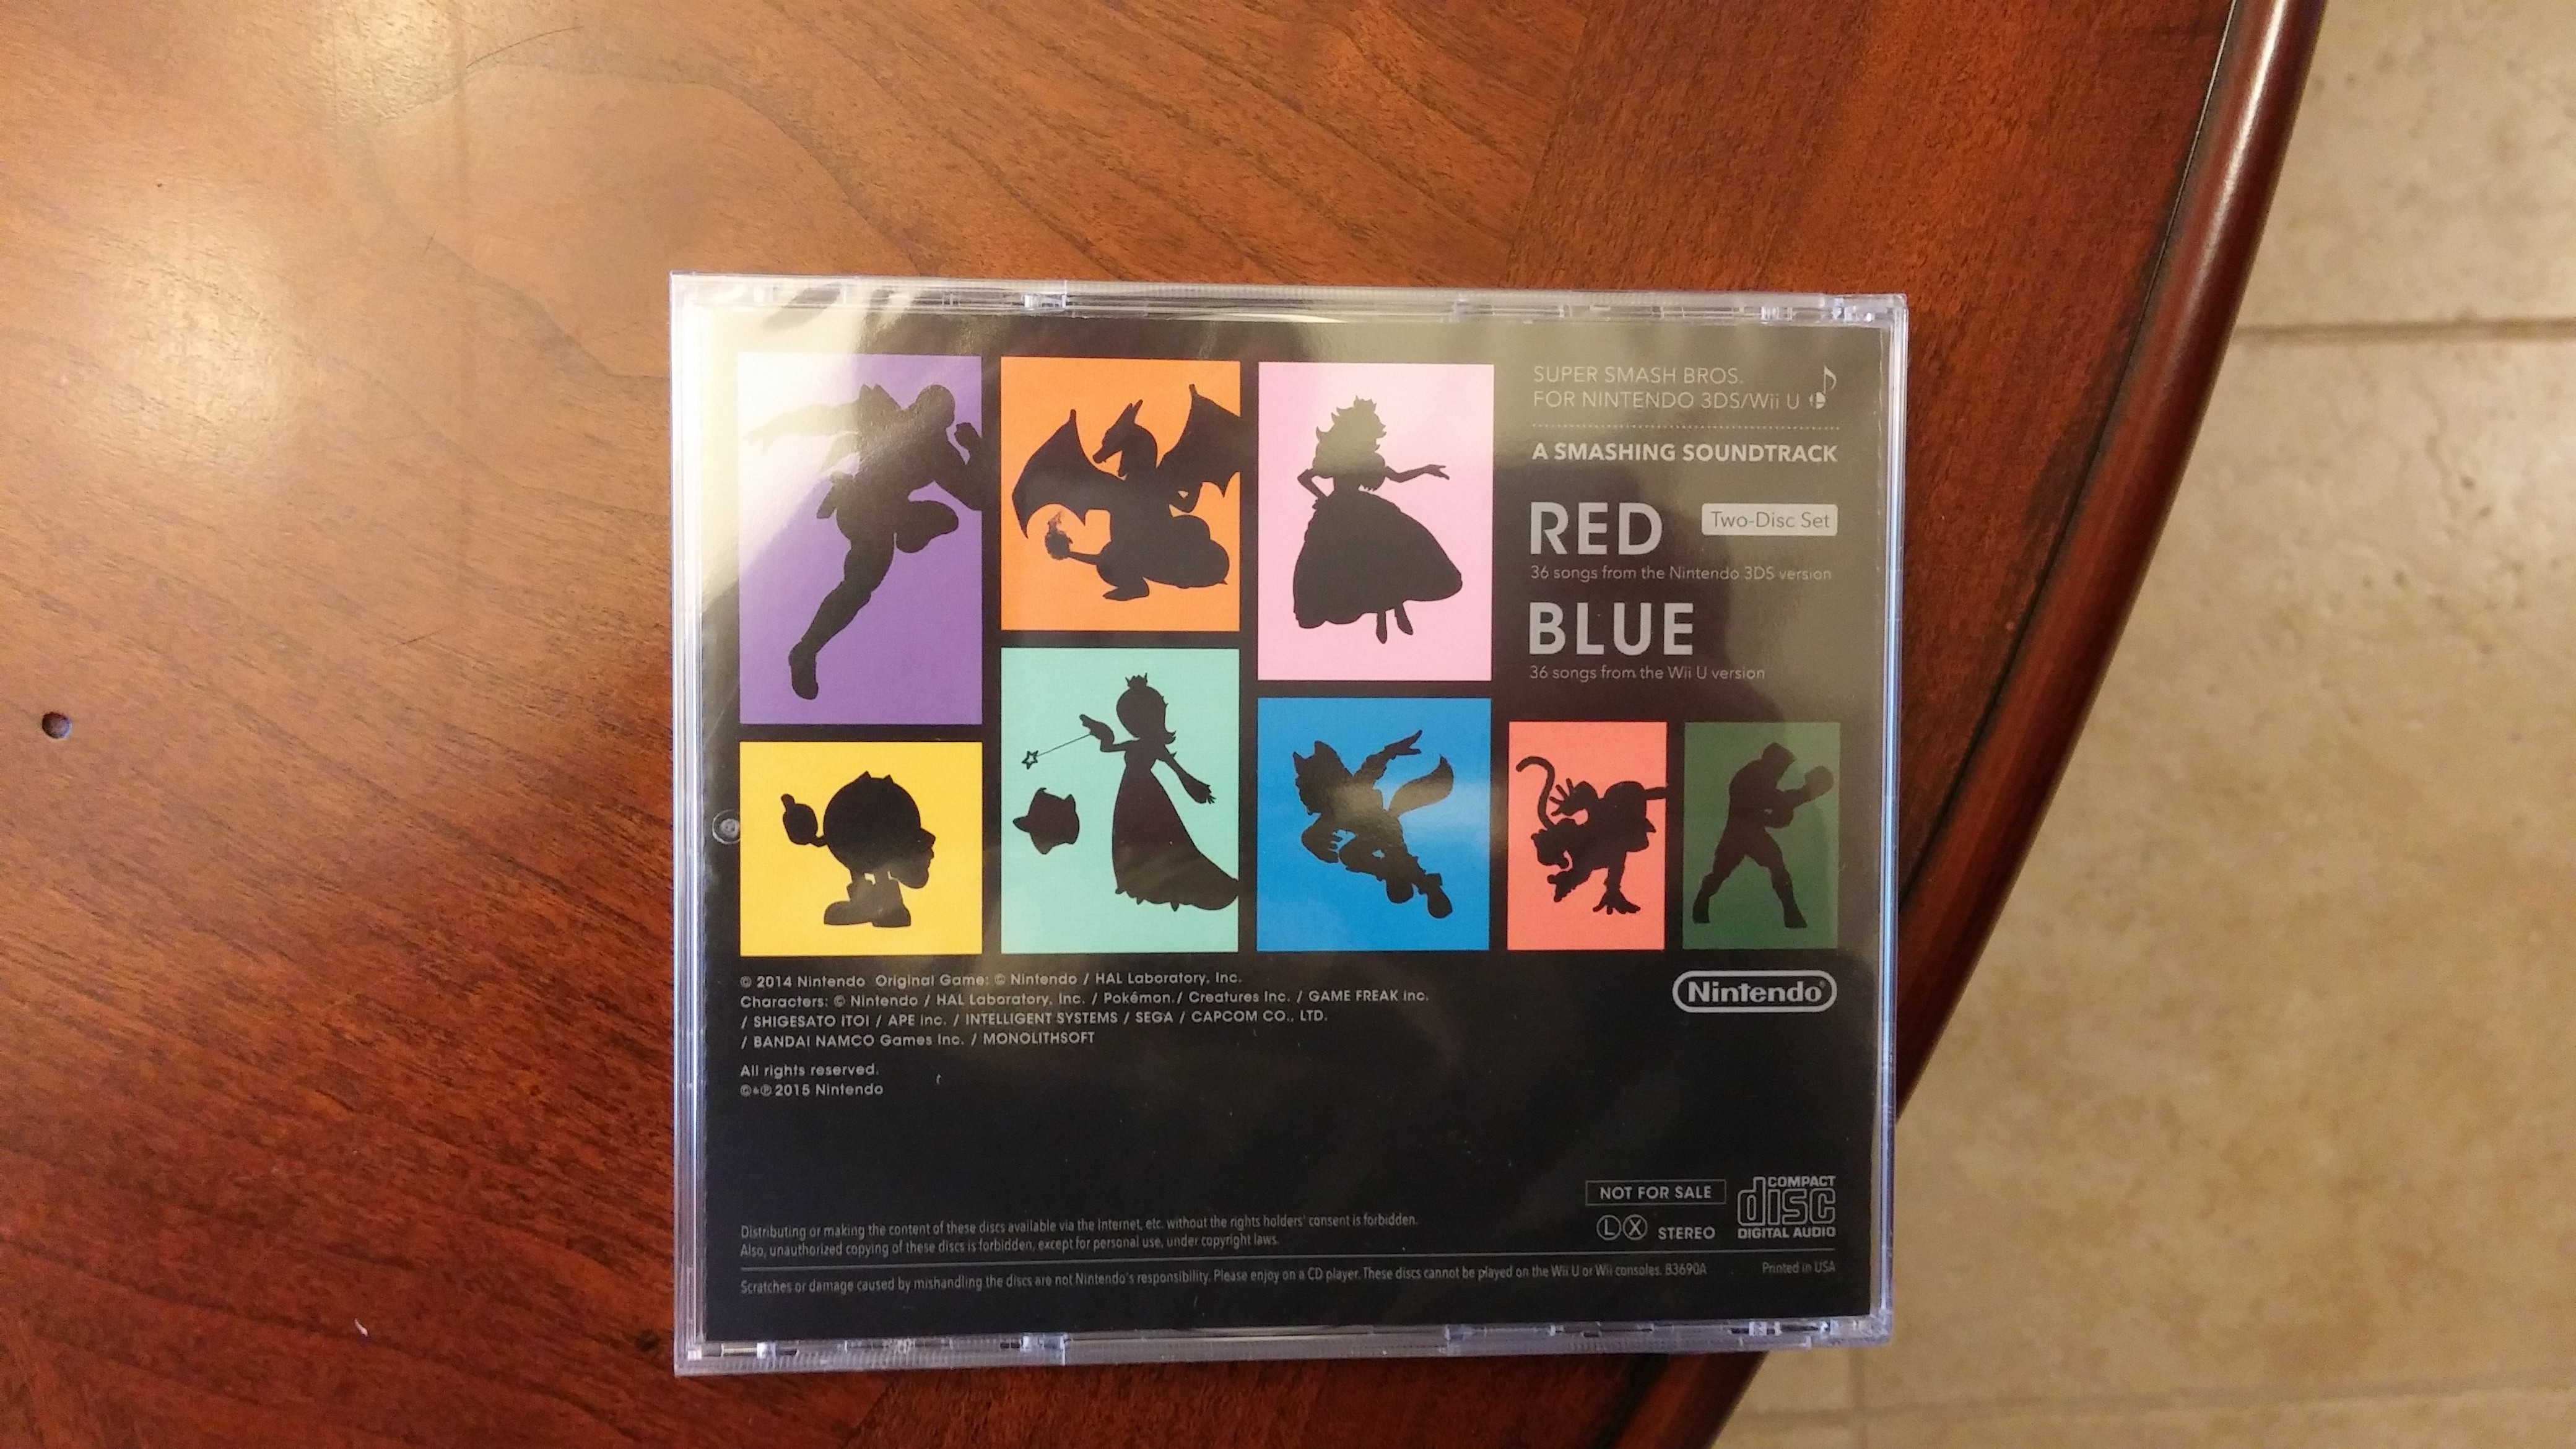 SUPER SMASH BROS.
FOR NINTENDO 3DS/Wii U
A SMASHING SOUNDTRACK
RED
Two-Disc Set
36 songs from the Nintendo 3DS version
BLUE
36 songs from the Wii U version
© 2014 Nintendo Original Game: © Nintendo / HAL Laboratory, Inc.
Characters: © Nintendo / HAL Laboratory, Inc. / Pokémon./ Creatures Inc. / GAME FREAK inc.
/ SHIGESATO ITOI / APE inc. / INTELLIGENT SYSTEMS / SEGA / CAPCOM CO., LTD.
/ BANDAI NAMCO Games Inc. / MONOLITHSOFT
Nintendo®
All rights reserved.
©+℗ 2015 Nintendo
NOT FOR SALE
COMPACT
disc
DIGITAL AUDIO
Ⓛ Ⓧ STEREO
Distributing or making the content of these discs available via the Internet, etc. without the rights holders' consent is forbidden.
Also, unauthorized copying of these discs is forbidden, except for personal use, under copyright laws.
Scratches or damage caused by mishandling the discs are not Nintendo's responsibility. Please enjoy on a CD player. These discs cannot be played on the Wii U or Wii consoles. 83690A
Printed in USA